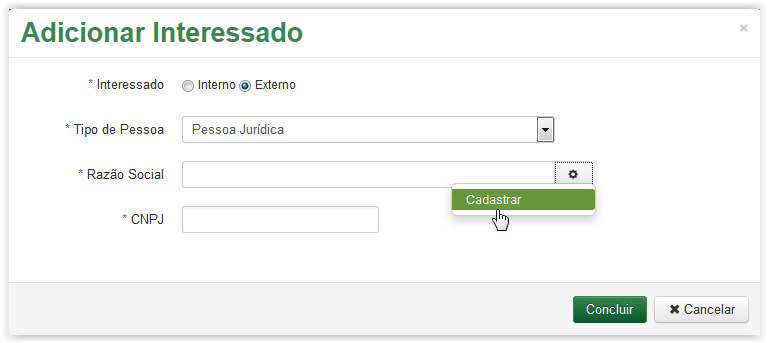 Adicionar Interessado ×
* Interessado Interno Externo
* Tipo de Pessoa Pessoa Jurídica
* Razão Social
Cadastrar
* CNPJ
Concluir ✖ Cancelar